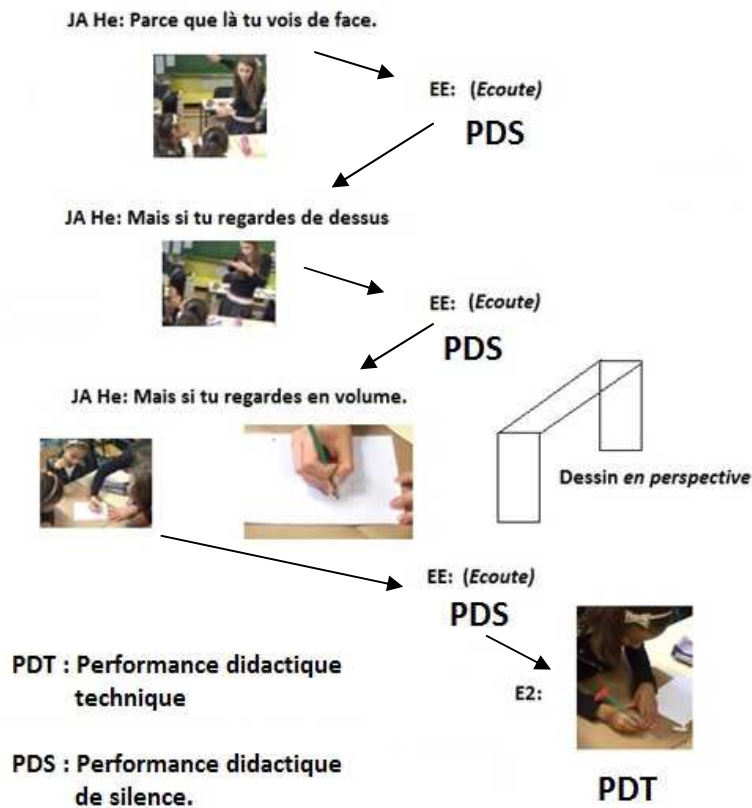 JA He: Parce que là tu vois de face.
EE: (Ecoute)
PDS
JA He: Mais si tu regardes de dessus
EE: (Ecoute)
PDS
JA He: Mais si tu regardes en volume.
Dessin en perspective
EE: (Ecoute)
PDS
E2:
PDT
PDT : Performance didactique
technique
PDS : Performance didactique
de silence.